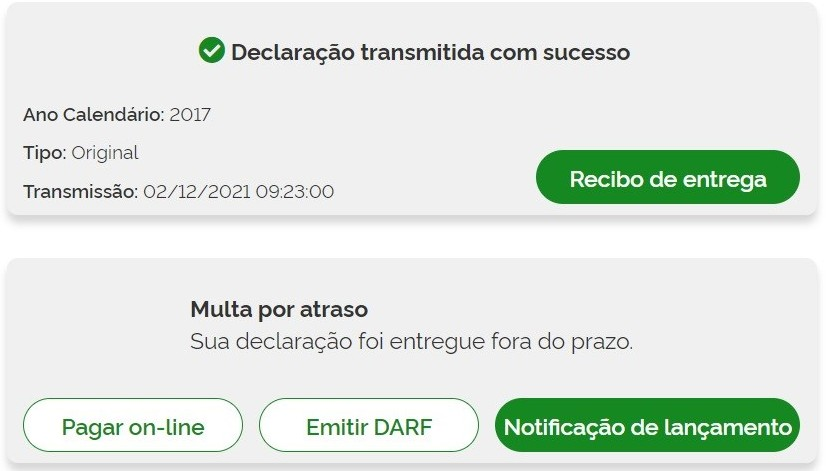 Declaração transmitida com sucesso
Ano Calendário: 2017
Tipo: Original
Transmissão: 02/12/2021 09:23:00
Recibo de entrega
Multa por atraso
Sua declaração foi entregue fora do prazo.
Pagar on-line
Emitir DARF
Notificação de lançamento